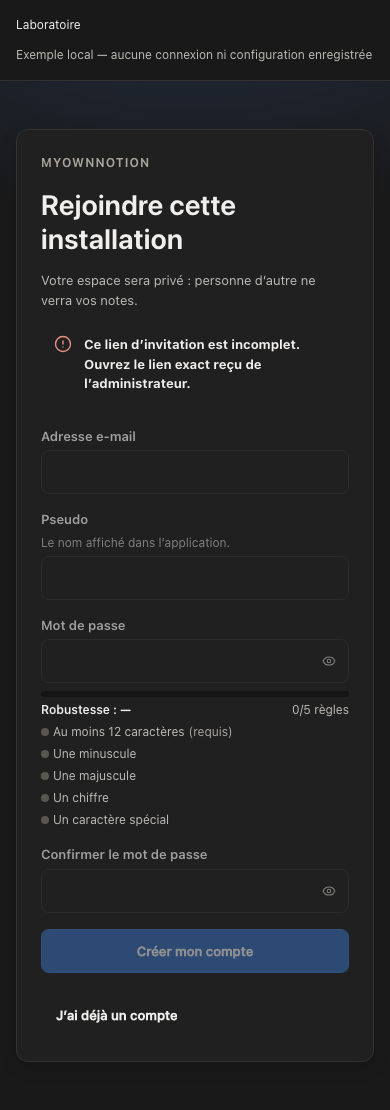 Laboratoire
Exemple local — aucune connexion ni configuration enregistrée
MYOWNNOTION
Rejoindre cette
installation
Votre espace sera privé : personne d’autre ne
verra vos notes.
Ce lien d’invitation est incomplet.
Ouvrez le lien exact reçu de
l’administrateur.
Adresse e-mail
Pseudo
Le nom affiché dans l’application.
Mot de passe
Robustesse : — 0/5 règles
Au moins 12 caractères (requis)
Une minuscule
Une majuscule
Un chiffre
Un caractère spécial
Confirmer le mot de passe
Créer mon compte
J’ai déjà un compte